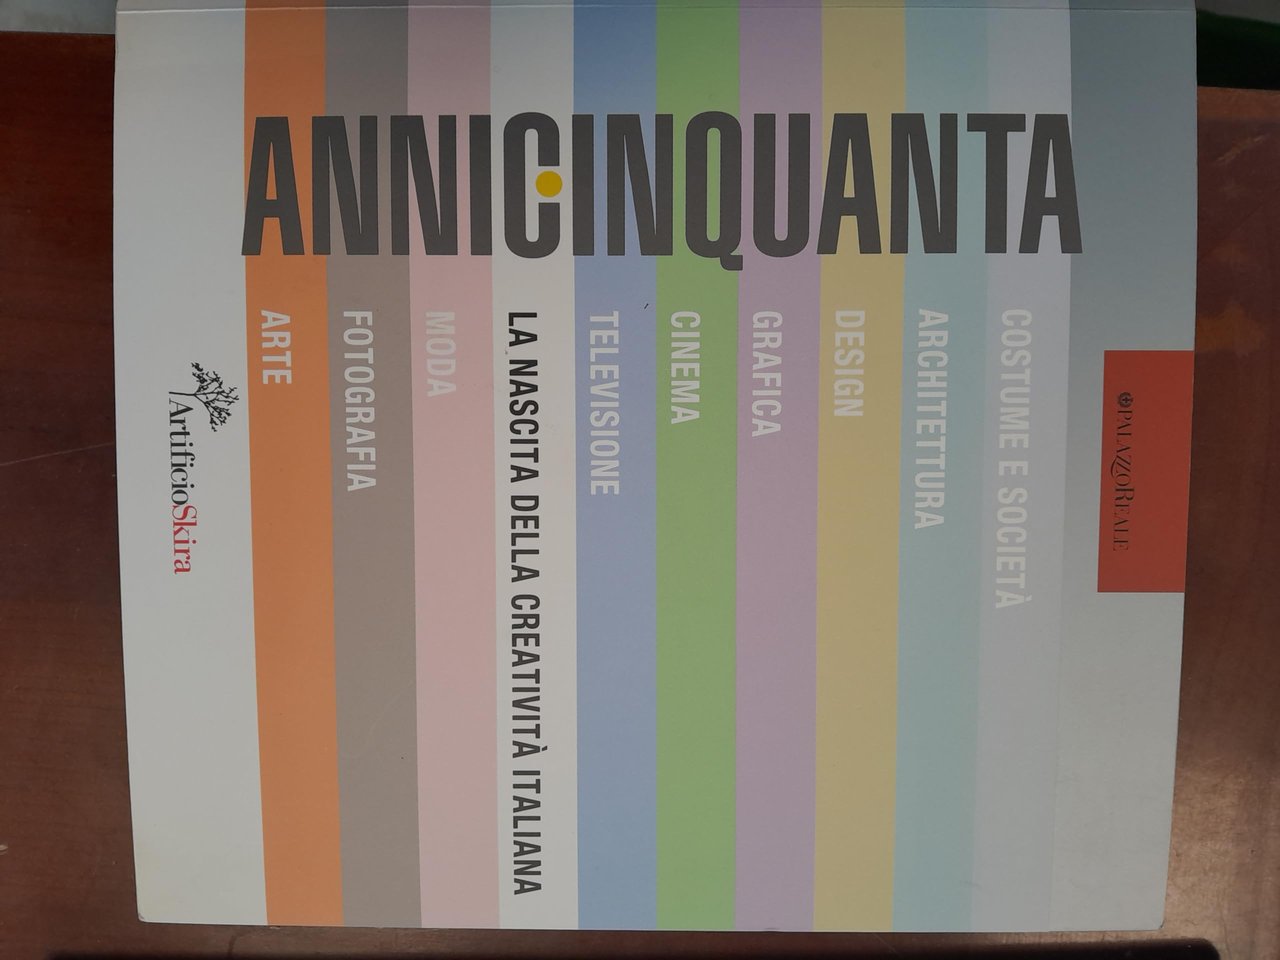 ANNICINQUANTA
ARTE
FOTOGRAFIA
MODA
LA NASCITA DELLA CREATIVITÀ ITALIANA
TELEVISIONE
CINEMA
GRAFICA
DESIGN
ARCHITETTURA
COSTUME E SOCIETÀ
PALAZZOREALE
ArtificioSkira